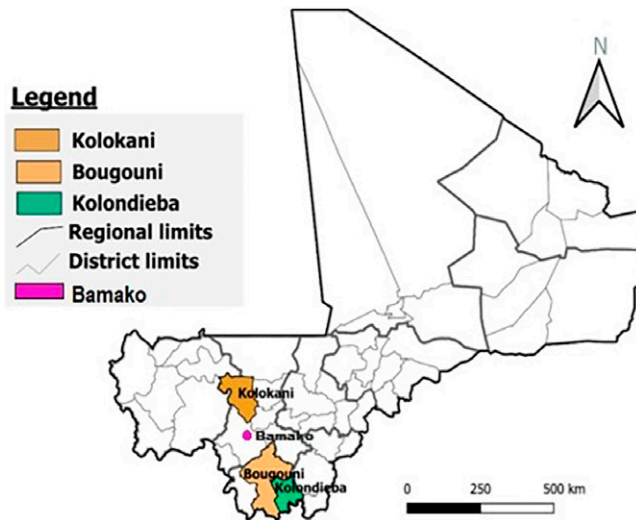 N
Legend
Kolokani
Bougouni
Kolondieba
Regional limits
District limits
Bamako
Kolokani
Bamako
Bougouni
Kolondieba
0 250 500 km